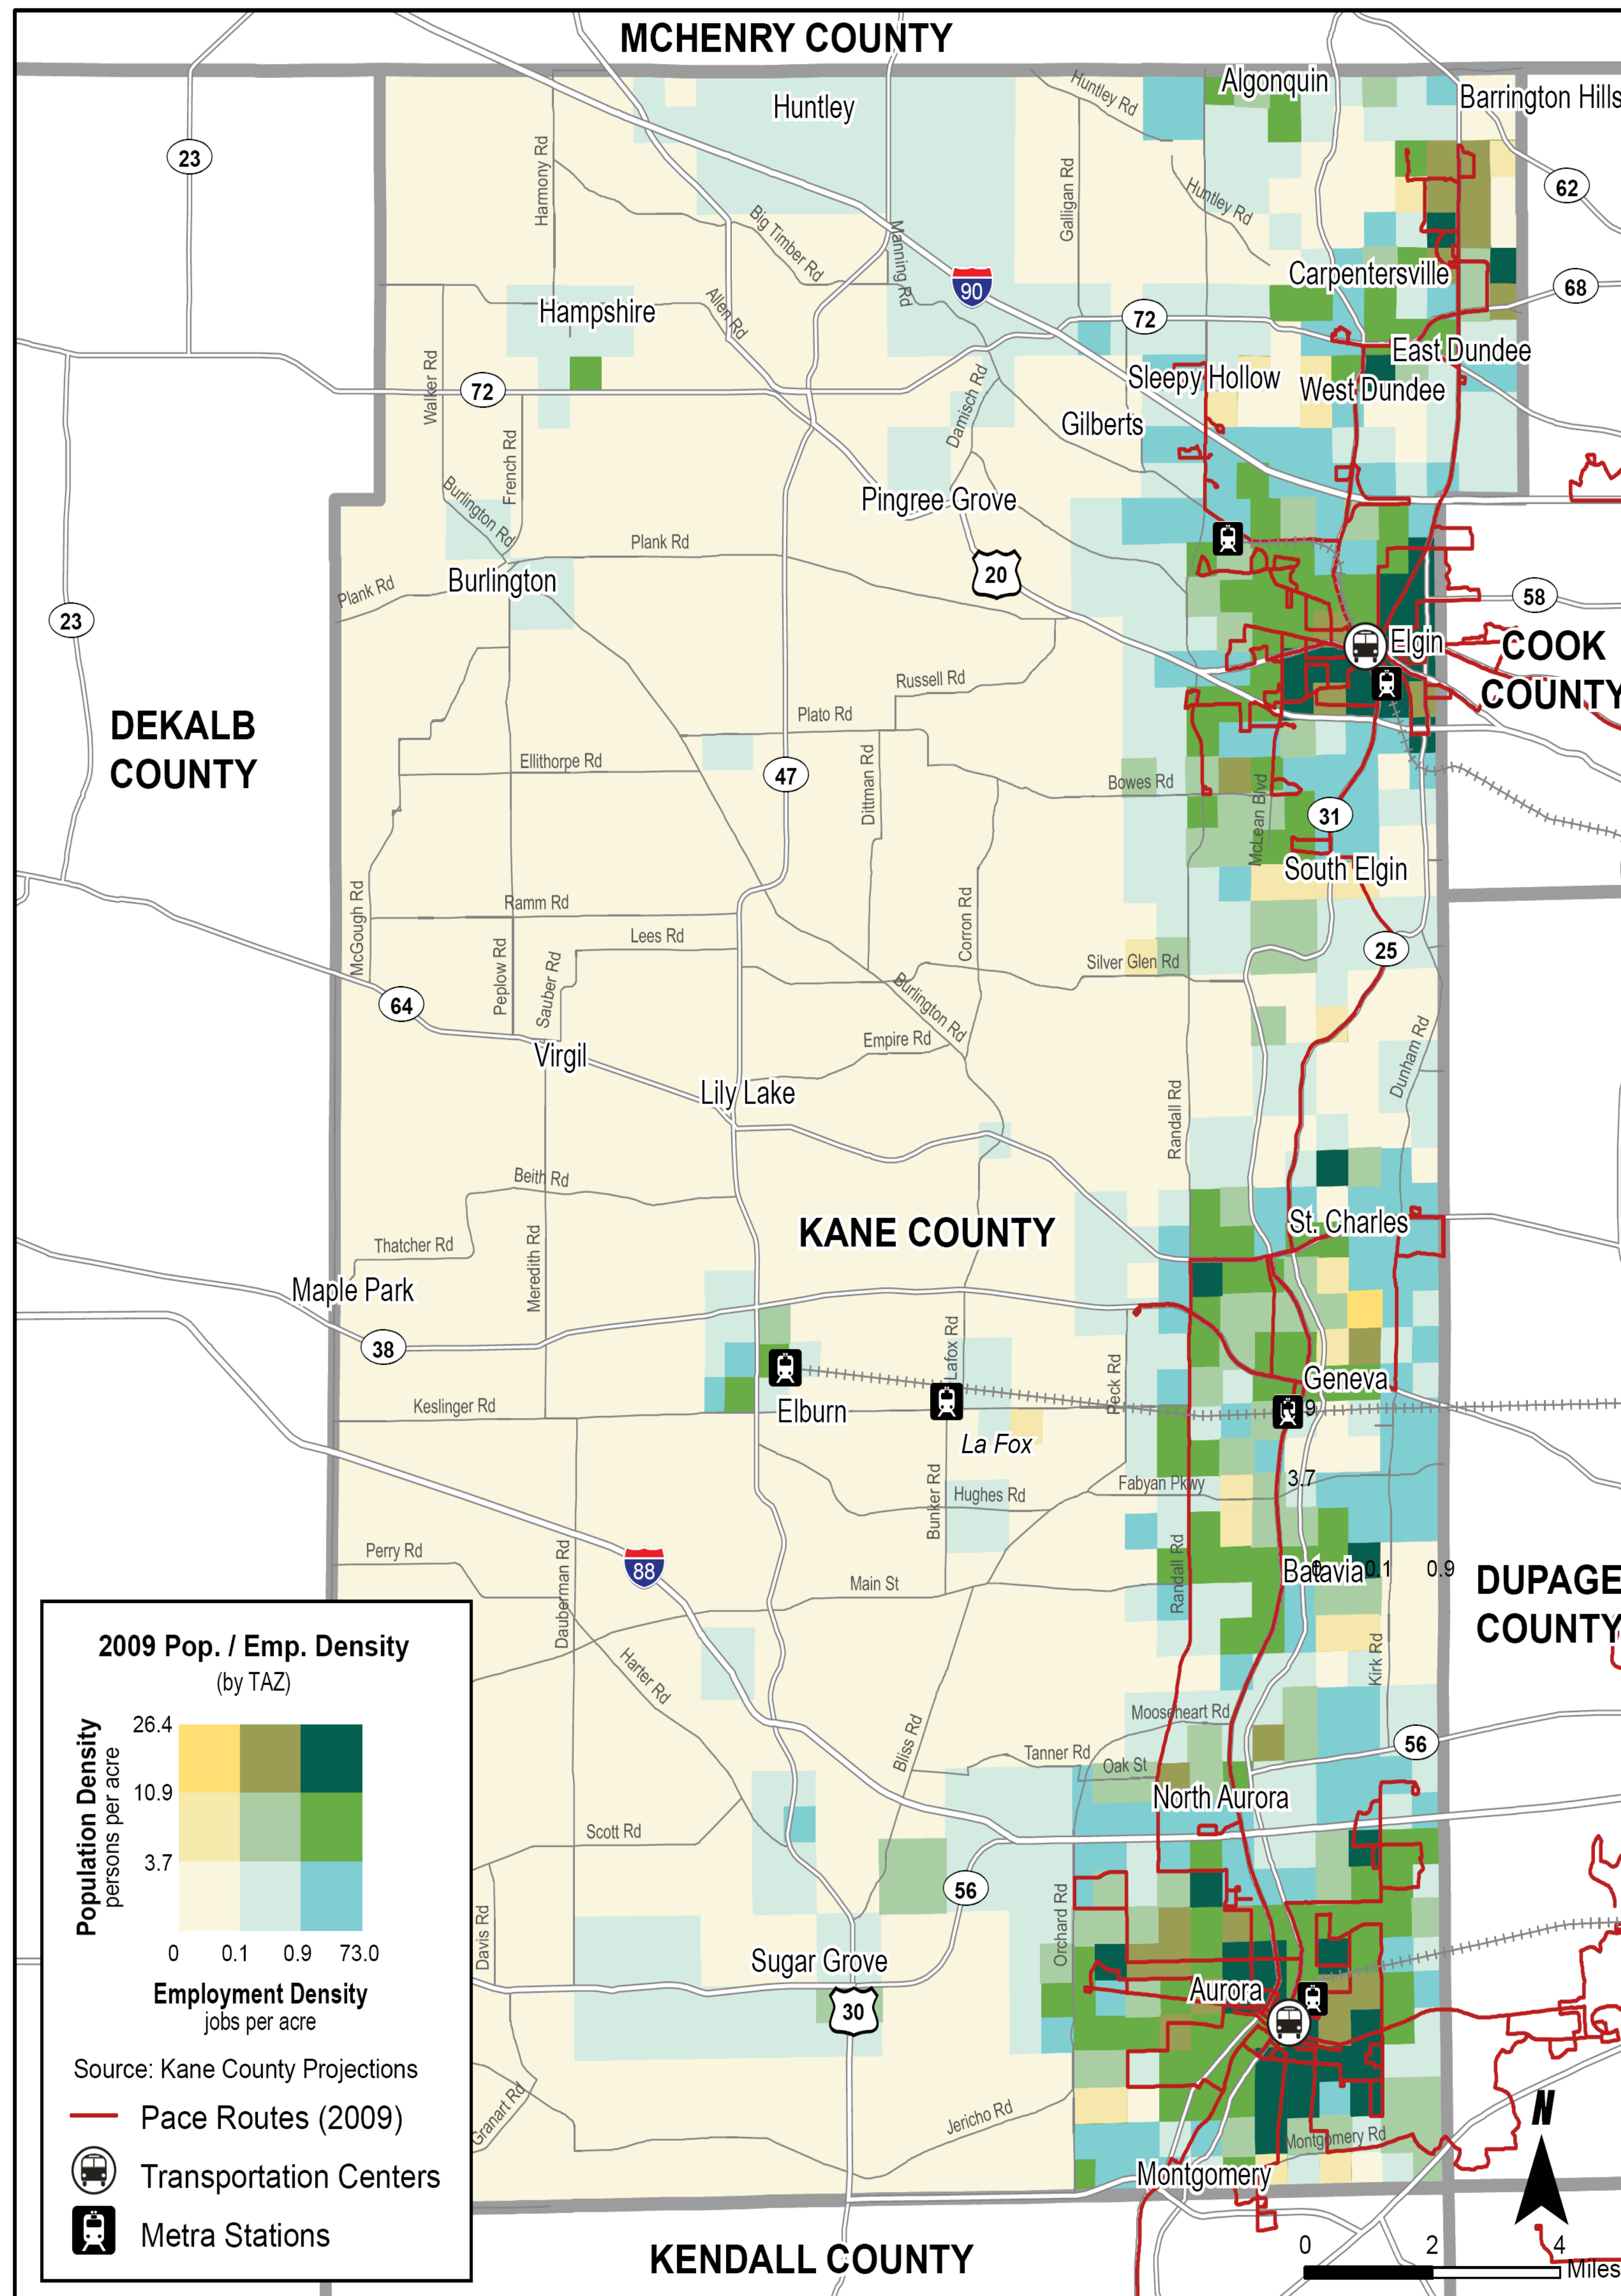 MCHENRY COUNTY
Huntley
Algonquin
Barrington Hills
Huntley Rd
23
Harmony Rd
Galligan Rd
62
Huntley Rd
Big Timber Rd
Manning Rd
Carpentersville
90
68
Hampshire
Allen Rd
72
East Dundee
Walker Rd
72
Damisch Rd
Sleepy Hollow
West Dundee
Gilberts
French Rd
Burlington Rd
Pingree Grove
Plank Rd
20
Burlington
Plank Rd
58
23
Elgin
COOK
COUNTY
Russell Rd
DEKALB
COUNTY
Plato Rd
Ellithorpe Rd
47
Dittman Rd
Bowes Rd
McLean Blvd
31
South Elgin
McGough Rd
Ramm Rd
Corron Rd
Lees Rd
25
Peplow Rd
Sauber Rd
Silver Glen Rd
64
Burlington Rd
Empire Rd
Dunham Rd
Virgil
Lily Lake
Randall Rd
Beith Rd
KANE COUNTY
St. Charles
Thatcher Rd
Meredith Rd
Maple Park
38
Lafox Rd
Peck Rd
Geneva
9
Keslinger Rd
Elburn
La Fox
3.7
Fabyan Pkwy
Bunker Rd
Hughes Rd
Perry Rd
Dauberman Rd
88
Randall Rd
Main St
Batavia
0.1
0.9
DUPAGE
COUNTY
Kirk Rd
Harter Rd
Mooseheart Rd
Bliss Rd
Tanner Rd
Oak St
56
North Aurora
Scott Rd
56
Davis Rd
Orchard Rd
Sugar Grove
Aurora
30
Granart Rd
Jericho Rd
Montgomery Rd
Montgomery
KENDALL COUNTY
2009 Pop. / Emp. Density
(by TAZ)
Population Density
persons per acre
26.4
10.9
3.7
0
0.1
0.9
73.0
Employment Density
jobs per acre
Source: Kane County Projections
Pace Routes (2009)
Transportation Centers
Metra Stations
N
0
2
4
Miles